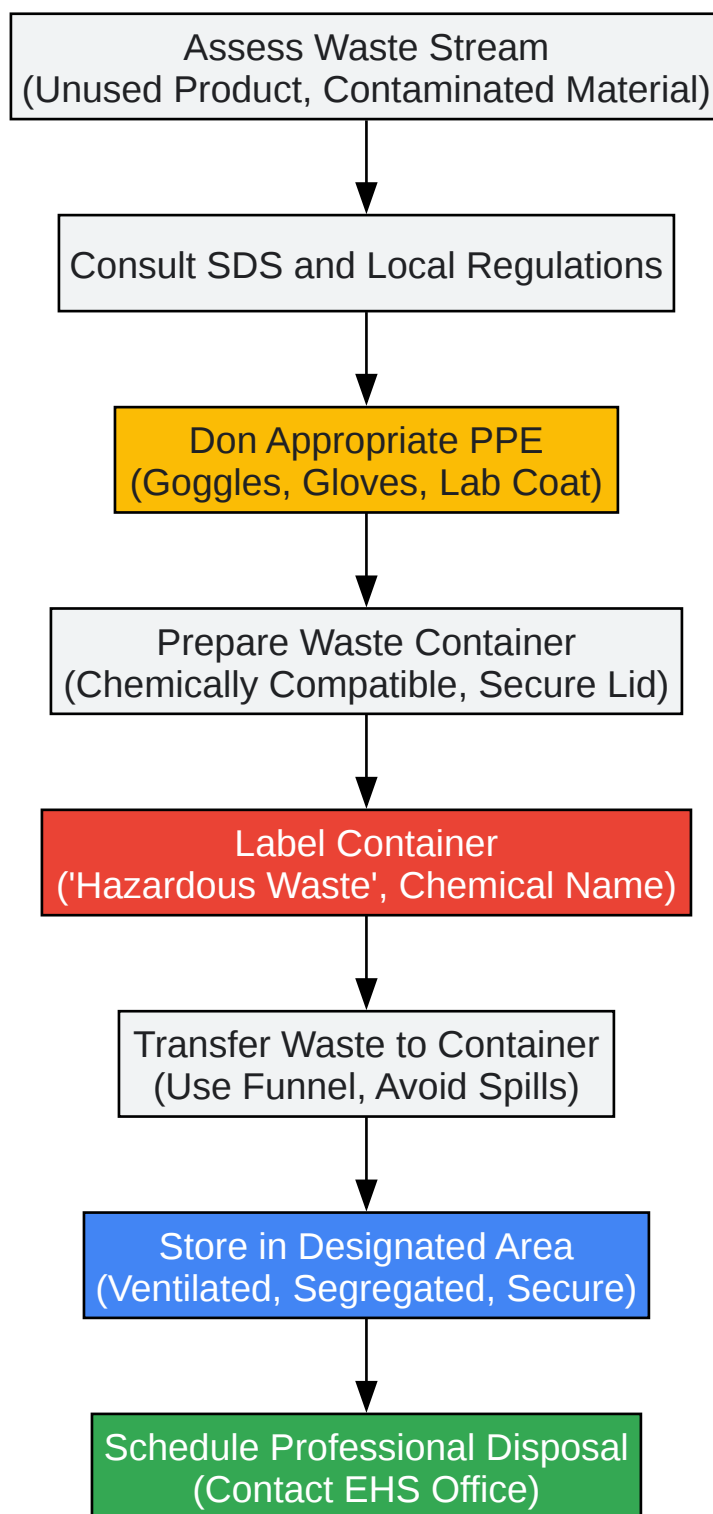 Assess Waste Stream
(Unused Product, Contaminated Material)
Consult SDS and Local Regulations
Don Appropriate PPE
(Goggles, Gloves, Lab Coat)
Prepare Waste Container
(Chemically Compatible, Secure Lid)
Label Container
('Hazardous Waste', Chemical Name)
Transfer Waste to Container
(Use Funnel, Avoid Spills)
Store in Designated Area
(Ventilated, Segregated, Secure)
Schedule Professional Disposal
(Contact EHS Office)